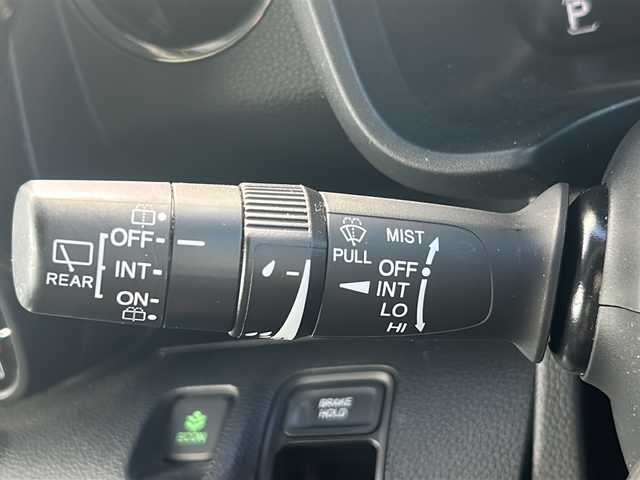 P
OFF
INT
REAR
ON
PULL
MIST
OFF
INT
LO
HI
ECON
BRAKE
HOLD